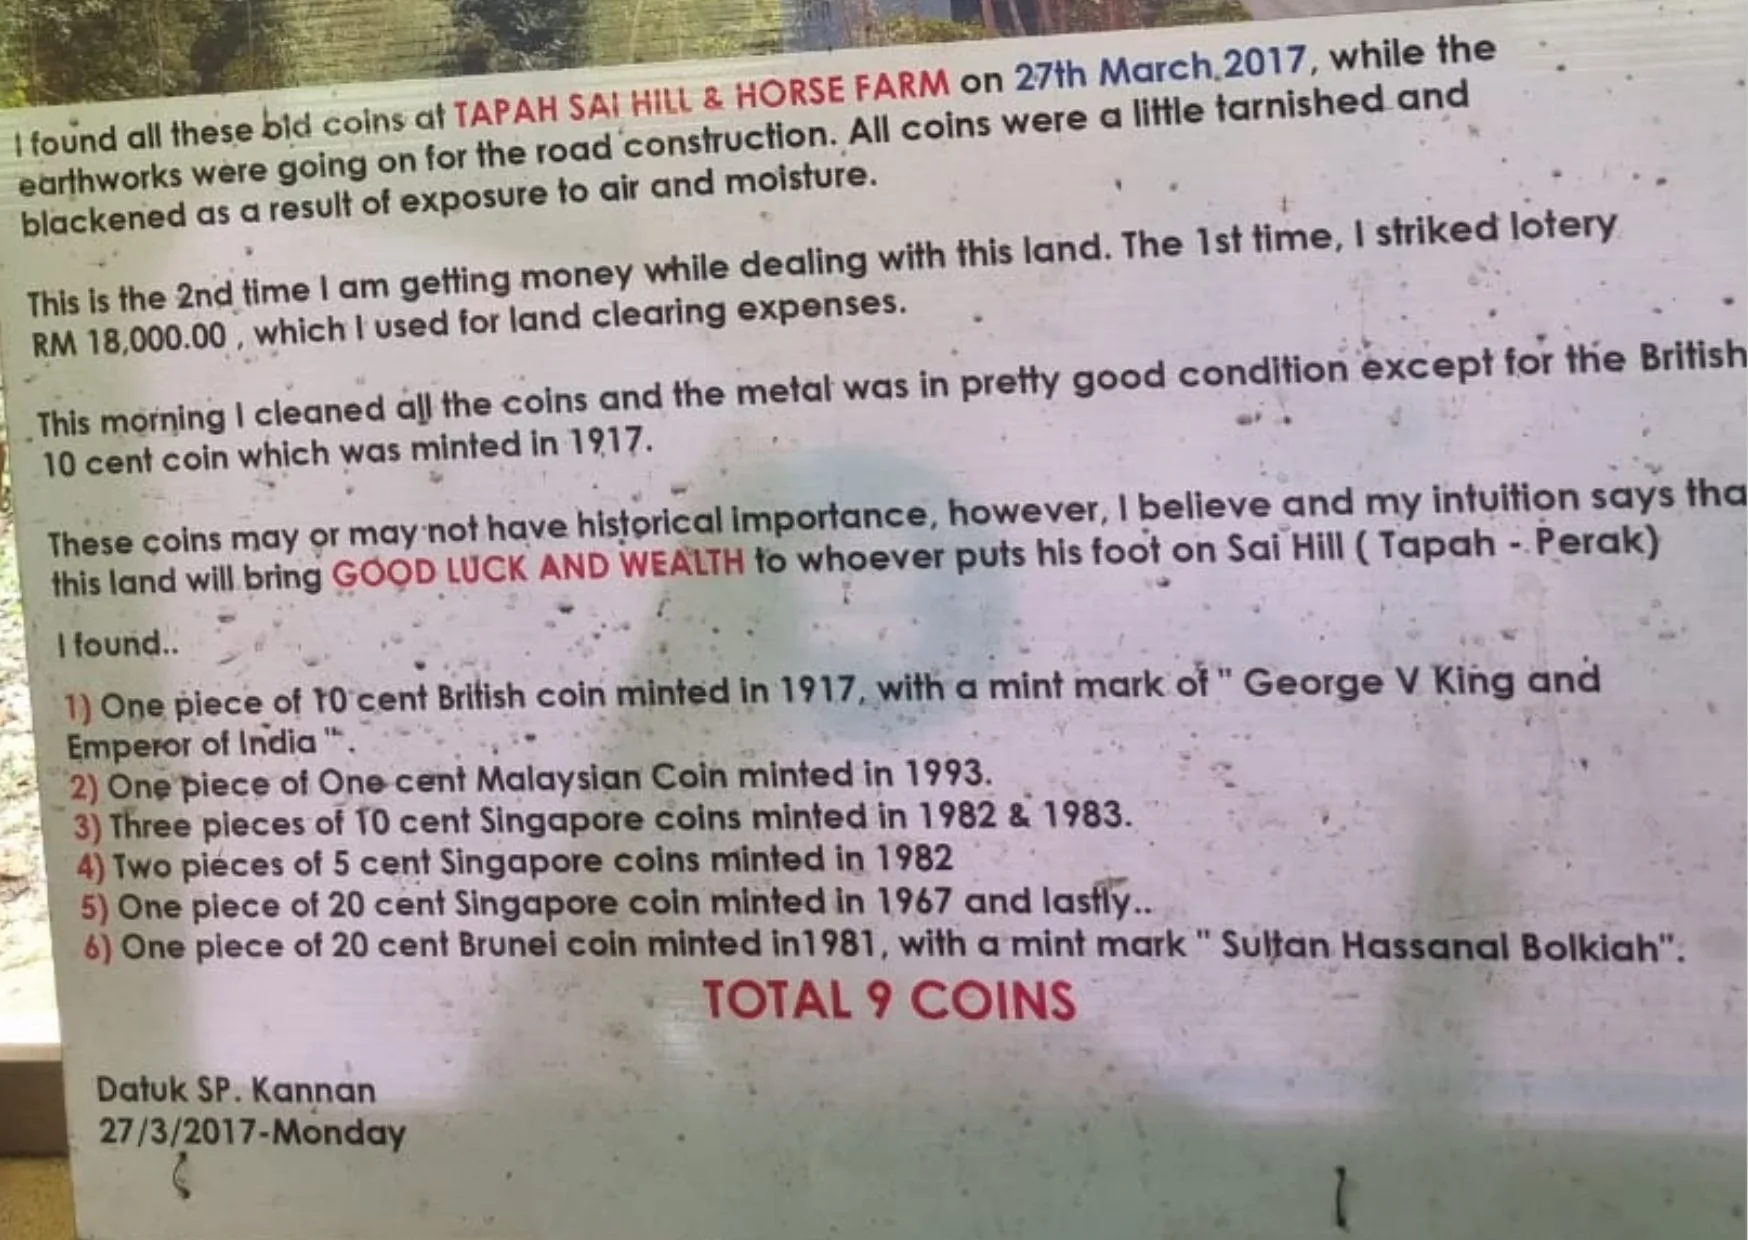 I found all these old coins at TAPAH SAI HILL & HORSE FARM on 27th March,2017, while the
earthworks were going on for the road construction. All coins were a little tarnished and
blackened as a result of exposure to air and moisture.
This is the 2nd time I am getting money while dealing with this land. The 1st time, I striked lotery
RM 18,000.00 , which I used for land clearing expenses.
This morning I cleaned all the coins and the metal was in pretty good condition except for the British
10 cent coin which was minted in 1917.
These coins may or may not have historical importance, however, I believe and my intuition says tha
this land will bring GOOD LUCK AND WEALTH to whoever puts his foot on Sai Hill ( Tapah - Perak)
I found..
1) One piece of 10 cent British coin minted in 1917, with a mint mark of " George V King and
Emperor of India ".
2) One piece of One cent Malaysian Coin minted in 1993.
3) Three pieces of 10 cent Singapore coins minted in 1982 & 1983.
4) Two pieces of 5 cent Singapore coins minted in 1982
5) One piece of 20 cent Singapore coin minted in 1967 and lastly..
6) One piece of 20 cent Brunei coin minted in1981, with a mint mark " Sultan Hassanal Bolkiah".
TOTAL 9 COINS
Datuk SP. Kannan
27/3/2017-Monday